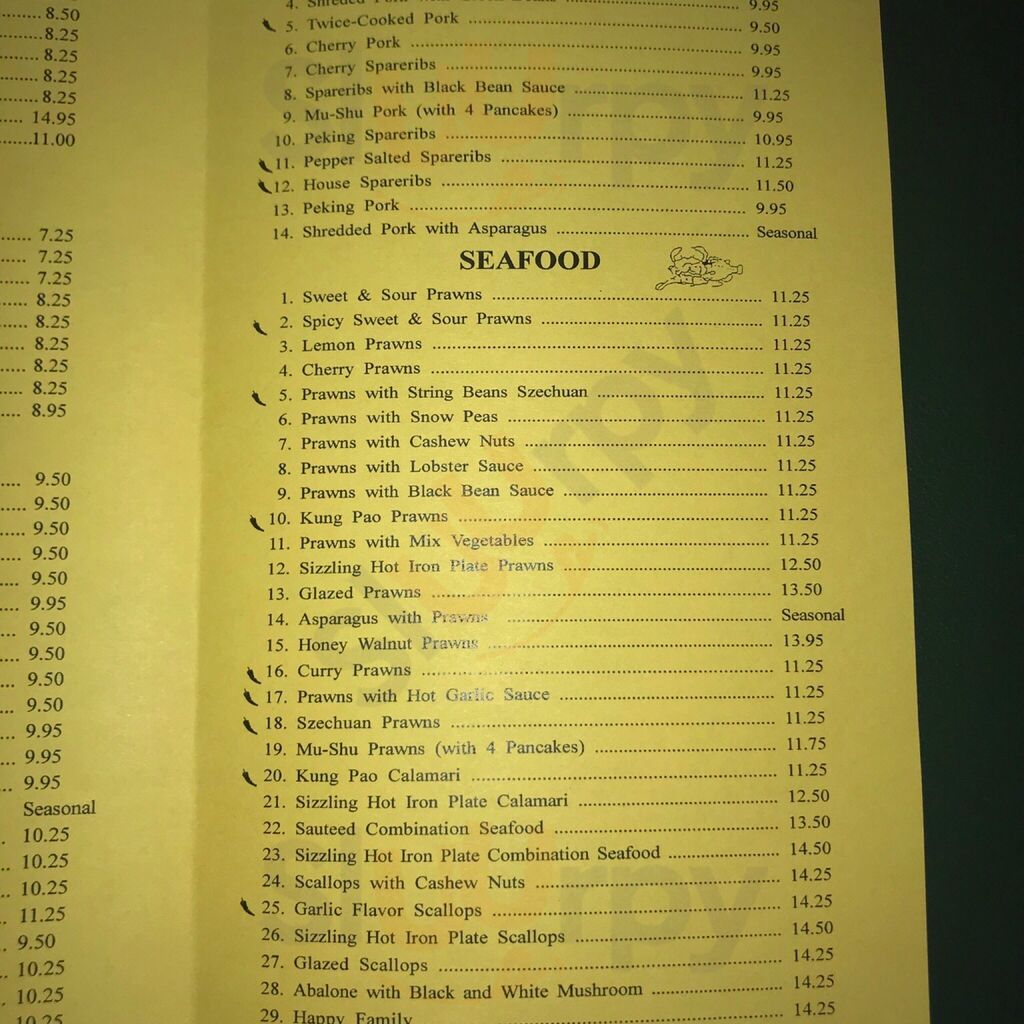 8.50
8.25
8.25
8.25
8.25
14.95
11.00
7.25
7.25
7.25
8.25
8.25
8.25
8.25
8.25
8.95
9.50
9.50
9.50
9.50
9.50
9.95
9.50
9.50
9.50
9.50
9.95
9.95
9.95
Seasonal
10.25
10.25
10.25
11.25
9.50
10.25
10.25
10.25
4. Shredded Pork with 9.95
5. Twice-Cooked Pork 9.50
6. Cherry Pork 9.95
7. Cherry Spareribs 9.95
8. Spareribs with Black Bean Sauce 11.25
9. Mu-Shu Pork (with 4 Pancakes) 9.95
10. Peking Spareribs 10.95
11. Pepper Salted Spareribs 11.25
12. House Spareribs 11.50
13. Peking Pork 9.95
14. Shredded Pork with Asparagus Seasonal
SEAFOOD
1. Sweet & Sour Prawns 11.25
2. Spicy Sweet & Sour Prawns 11.25
3. Lemon Prawns 11.25
4. Cherry Prawns 11.25
5. Prawns with String Beans Szechuan 11.25
6. Prawns with Snow Peas 11.25
7. Prawns with Cashew Nuts 11.25
8. Prawns with Lobster Sauce 11.25
9. Prawns with Black Bean Sauce 11.25
10. Kung Pao Prawns 11.25
11. Prawns with Mix Vegetables 11.25
12. Sizzling Hot Iron Plate Prawns 12.50
13. Glazed Prawns 13.50
14. Asparagus with Prawns Seasonal
15. Honey Walnut Prawns 13.95
16. Curry Prawns 11.25
17. Prawns with Hot Garlic Sauce 11.25
18. Szechuan Prawns 11.25
19. Mu-Shu Prawns (with 4 Pancakes) 11.75
20. Kung Pao Calamari 11.25
21. Sizzling Hot Iron Plate Calamari 12.50
22. Sauteed Combination Seafood 13.50
23. Sizzling Hot Iron Plate Combination Seafood 14.50
24. Scallops with Cashew Nuts 14.25
25. Garlic Flavor Scallops 14.25
26. Sizzling Hot Iron Plate Scallops 14.50
27. Glazed Scallops 14.25
28. Abalone with Black and White Mushroom 14.25
29. Happy Family 14.25